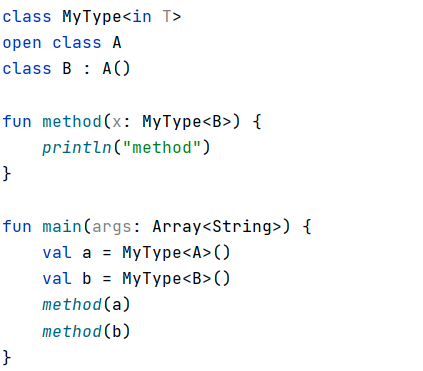 class MyType<in T>
open class A
class B : A()

fun method(x: MyType<B>) {
    println("method")
}

fun main(args: Array<String>) {
    val a = MyType<A>()
    val b = MyType<B>()
    method(a)
    method(b)
}